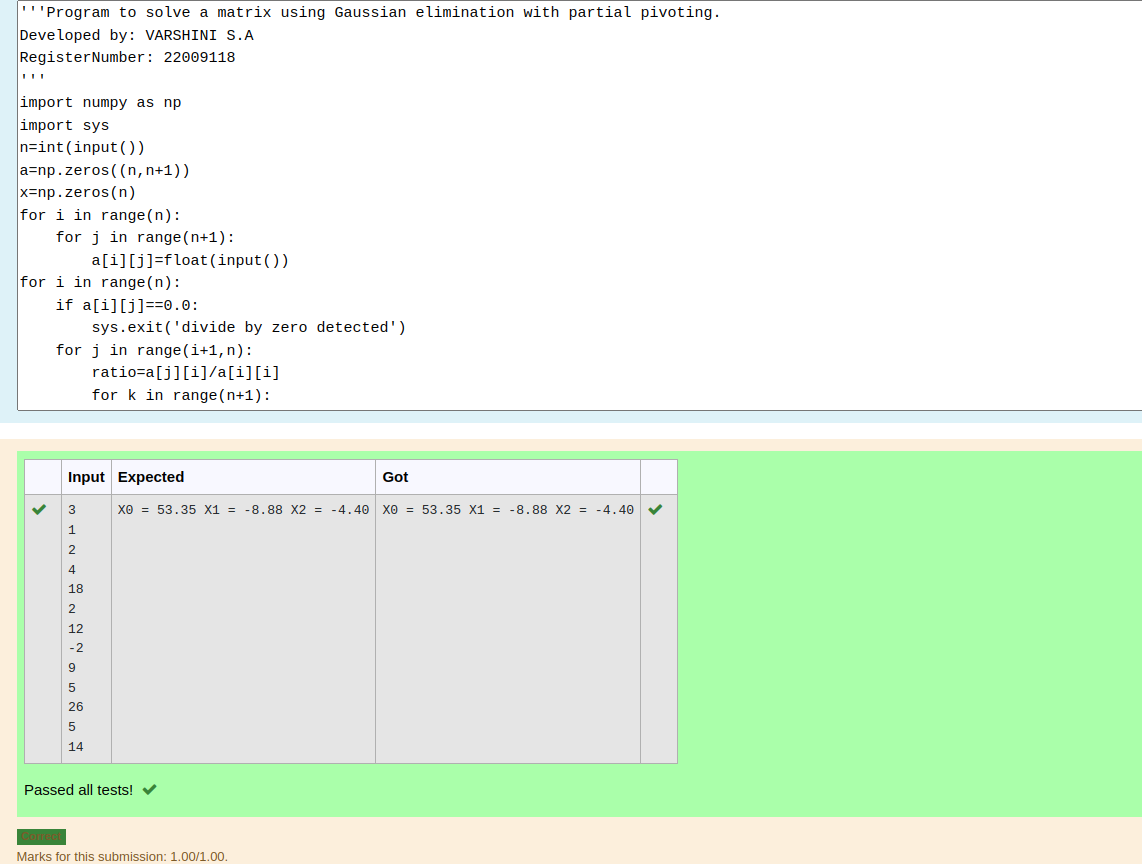 '''Program to solve a matrix using Gaussian elimination with partial pivoting.
Developed by: VARSHINI S.A
RegisterNumber: 22009118
'''
import numpy as np
import sys
n=int(input())
a=np.zeros((n,n+1))
x=np.zeros(n)
for i in range(n):
    for j in range(n+1):
        a[i][j]=float(input())
for i in range(n):
    if a[i][j]==0.0:
        sys.exit('divide by zero detected')
    for j in range(i+1,n):
        ratio=a[j][i]/a[i][i]
        for k in range(n+1):
Input Expected Got
3 X0 = 53.35 X1 = -8.88 X2 = -4.40 X0 = 53.35 X1 = -8.88 X2 = -4.40
1
2
4
18
2
12
-2
9
5
26
5
14
Passed all tests!
Correct
Marks for this submission: 1.00/1.00.